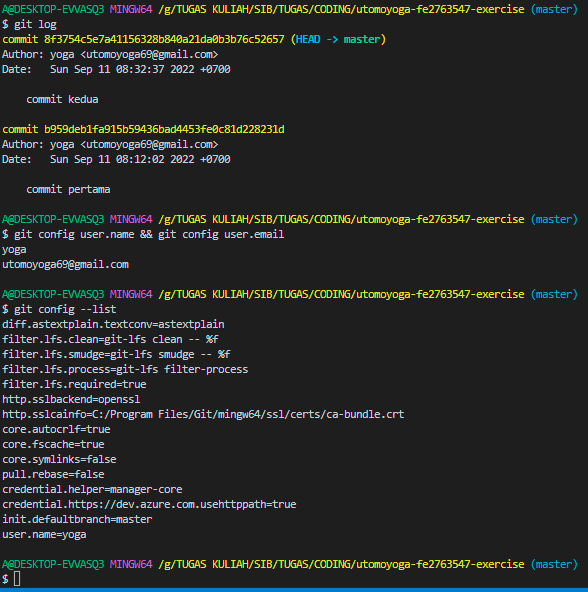 A@DESKTOP-EVVASQ3 MINGW64 /g/TUGAS KULIAH/SIB/TUGAS/CODING/utomoyoga-fe2763547-exercise (master)
$ git log
commit 8f3754c5e7a41156328b840a21da0b3b76c52657 (HEAD -> master)
Author: yoga <utomoyoga69@gmail.com>
Date:   Sun Sep 11 08:32:37 2022 +0700

    commit kedua

commit b959deb1fa915b59436bad4453fe0c81d228231d
Author: yoga <utomoyoga69@gmail.com>
Date:   Sun Sep 11 08:12:02 2022 +0700

    commit pertama

A@DESKTOP-EVVASQ3 MINGW64 /g/TUGAS KULIAH/SIB/TUGAS/CODING/utomoyoga-fe2763547-exercise (master)
$ git config user.name && git config user.email
yoga
utomoyoga69@gmail.com

A@DESKTOP-EVVASQ3 MINGW64 /g/TUGAS KULIAH/SIB/TUGAS/CODING/utomoyoga-fe2763547-exercise (master)
$ git config --list
diff.astextplain.textconv=astextplain
filter.lfs.clean=git-lfs clean -- %f
filter.lfs.smudge=git-lfs smudge -- %f
filter.lfs.process=git-lfs filter-process
filter.lfs.required=true
http.sslbackend=openssl
http.sslcainfo=C:/Program Files/Git/mingw64/ssl/certs/ca-bundle.crt
core.autocrlf=true
core.fscache=true
core.symlinks=false
pull.rebase=false
credential.helper=manager-core
credential.https://dev.azure.com.usehttppath=true
init.defaultbranch=master
user.name=yoga

A@DESKTOP-EVVASQ3 MINGW64 /g/TUGAS KULIAH/SIB/TUGAS/CODING/utomoyoga-fe2763547-exercise (master)
$